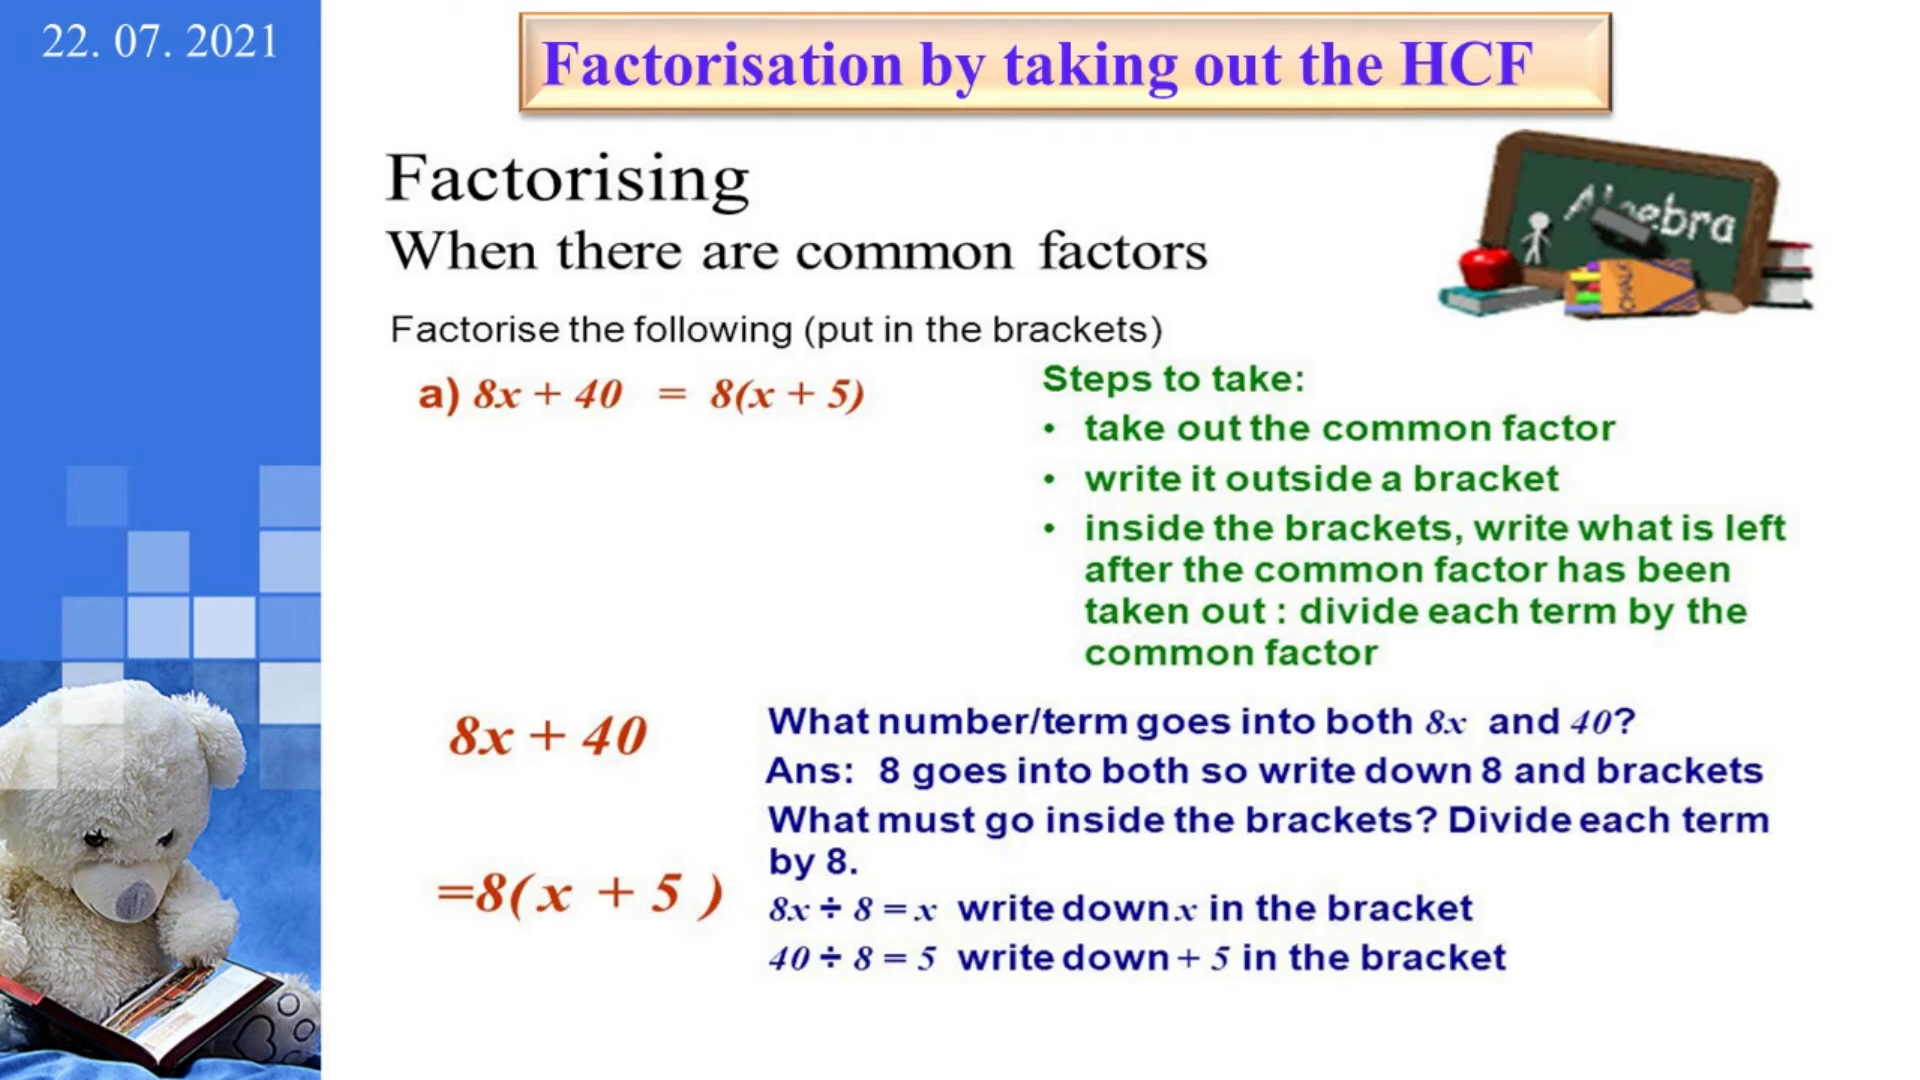 22. 07. 2021
Factorisation by taking out the HCF
Factorising
When there are common factors
Algebra
CHALK
Factorise the following (put in the brackets)
a) 8x + 40 = 8(x + 5)
Steps to take:
• take out the common factor
• write it outside a bracket
• inside the brackets, write what is left
after the common factor has been
taken out : divide each term by the
common factor
8x + 40
=8(x + 5 )
What number/term goes into both 8x and 40?
Ans: 8 goes into both so write down 8 and brackets
What must go inside the brackets? Divide each term
by 8.
8x ÷ 8 = x write down x in the bracket
40 ÷ 8 = 5 write down + 5 in the bracket